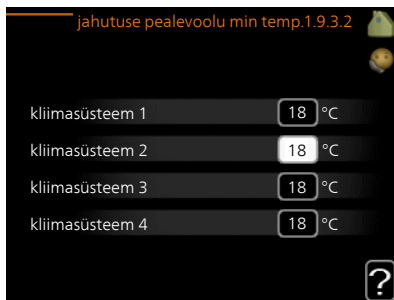 jahutuse pealevoolu min temp.1.9.3.2
kliimasüsteem 1 18 °C
kliimasüsteem 2 18 °C
kliimasüsteem 3 18 °C
kliimasüsteem 4 18 °C
?